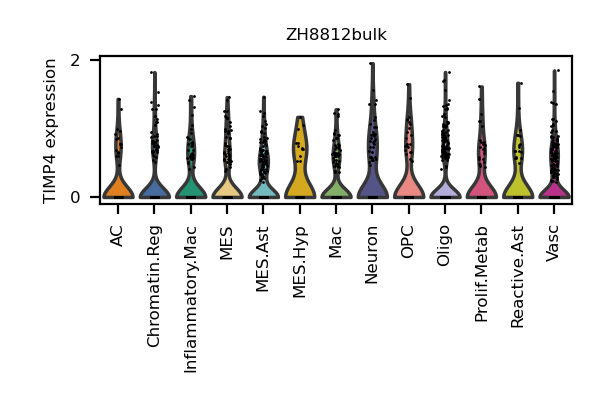 ZH8812bulk
TIMP4 expression
2
0
AC
Chromatin.Reg
Inflammatory.Mac
MES
MES.Ast
MES.Hyp
Mac
Neuron
OPC
Oligo
Prolif.Metab
Reactive.Ast
Vasc